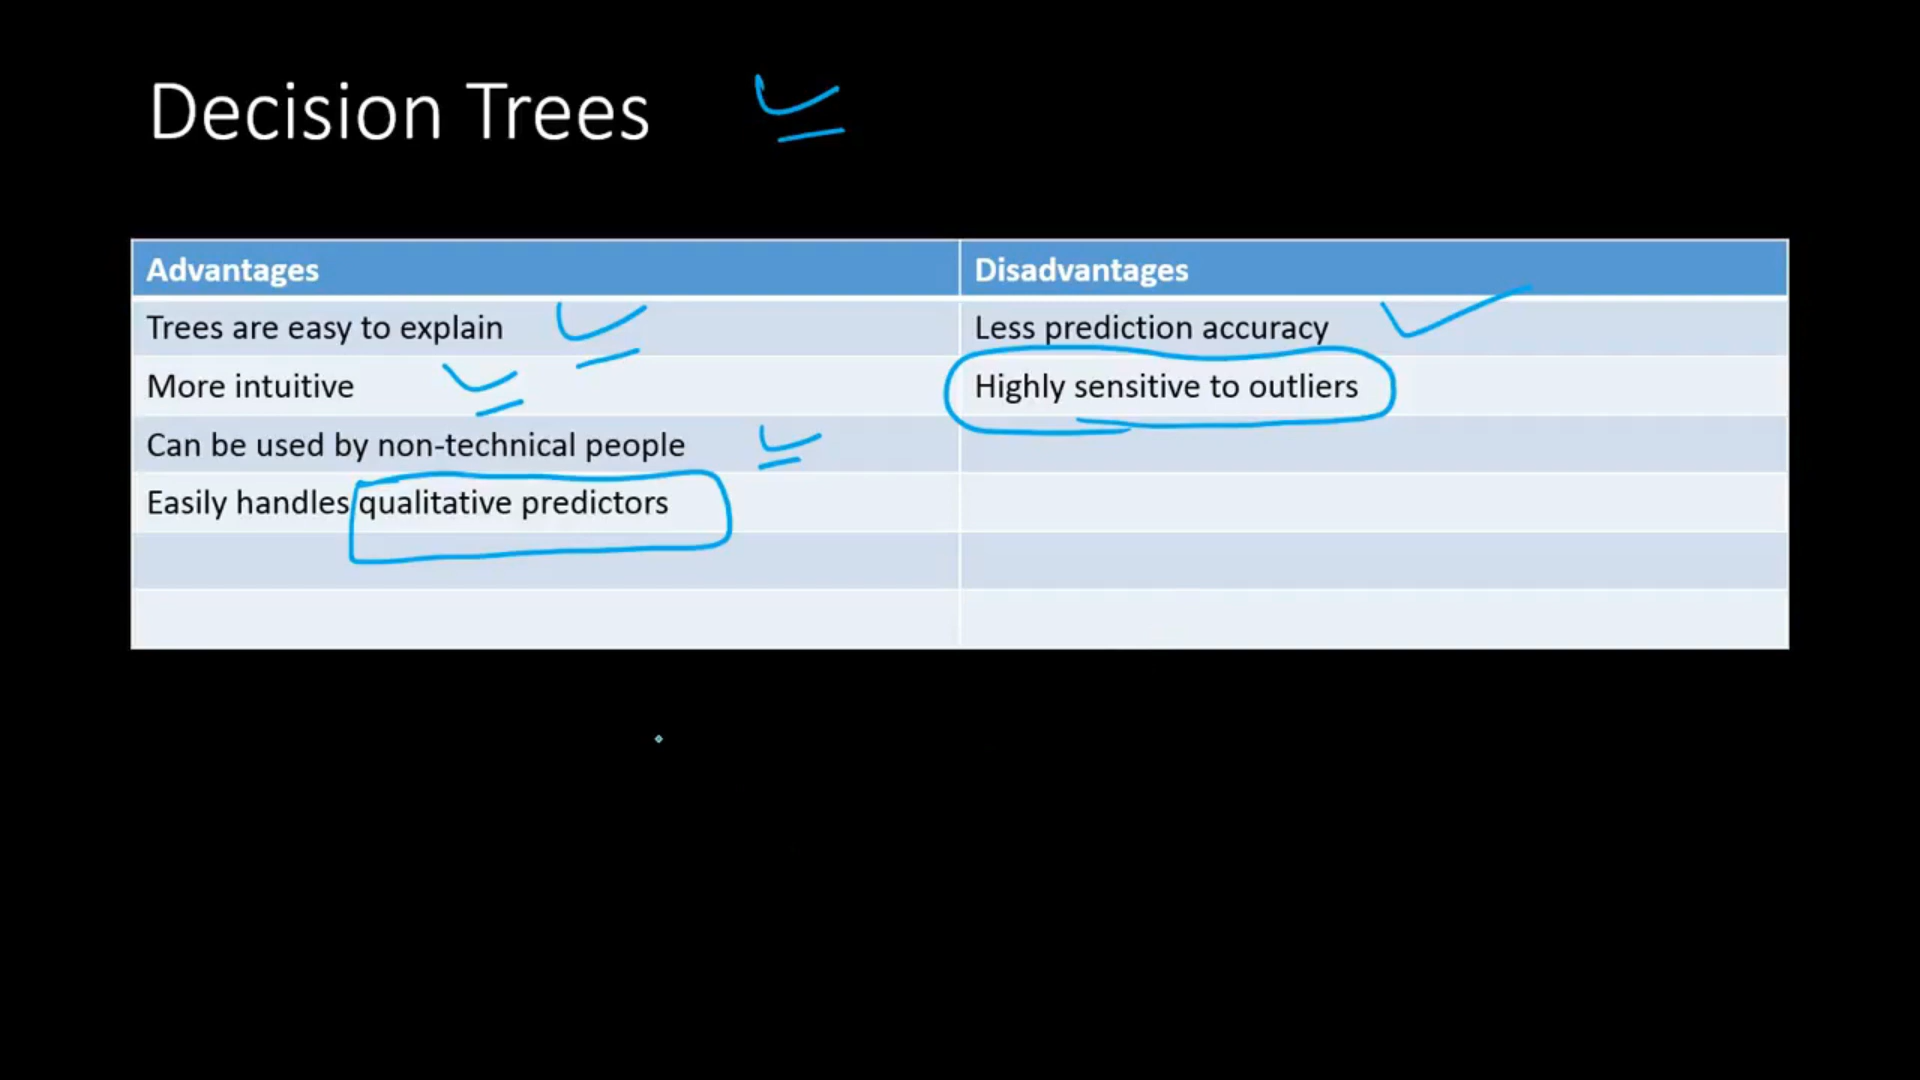 Decision Trees
Advantages
Disadvantages
Trees are easy to explain
Less prediction accuracy
More intuitive
Highly sensitive to outliers
Can be used by non-technical people
Easily handles qualitative predictors